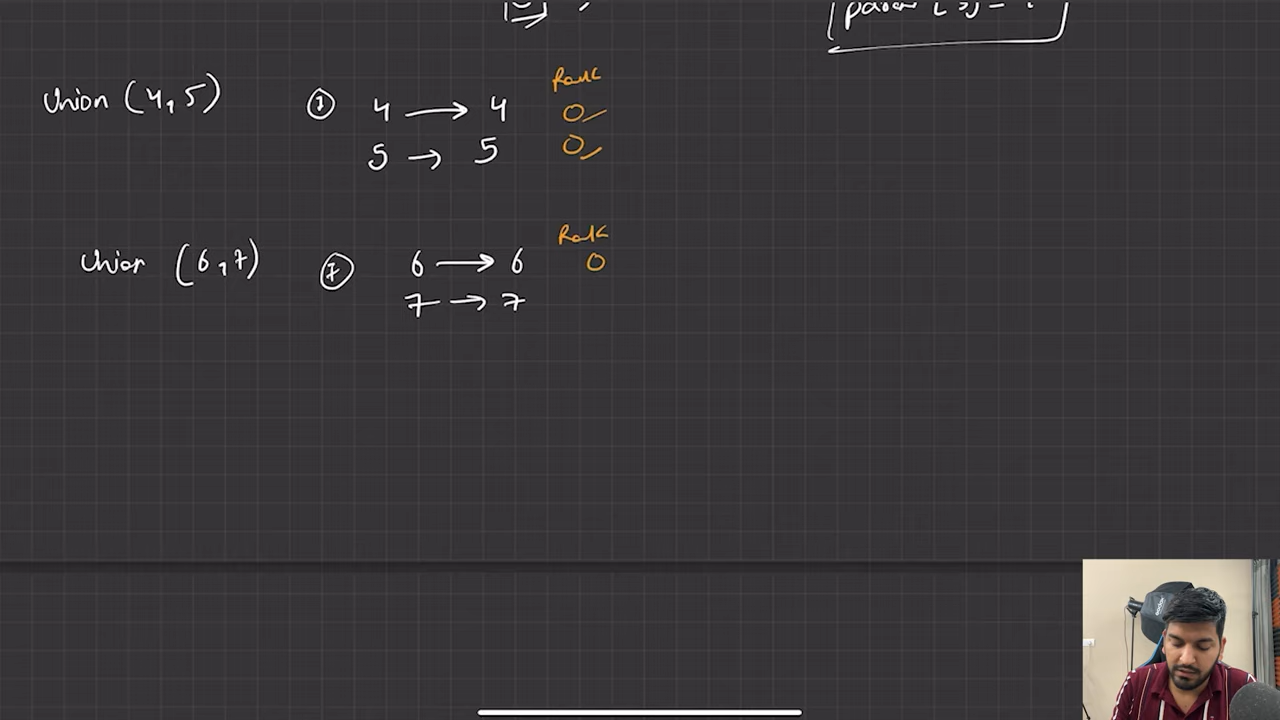 Union (4,5) ① 4 → 4 Rank 0
5 → 5 0
Union (6,7) ⑦ 6 → 6 Rank 0
7 → 7